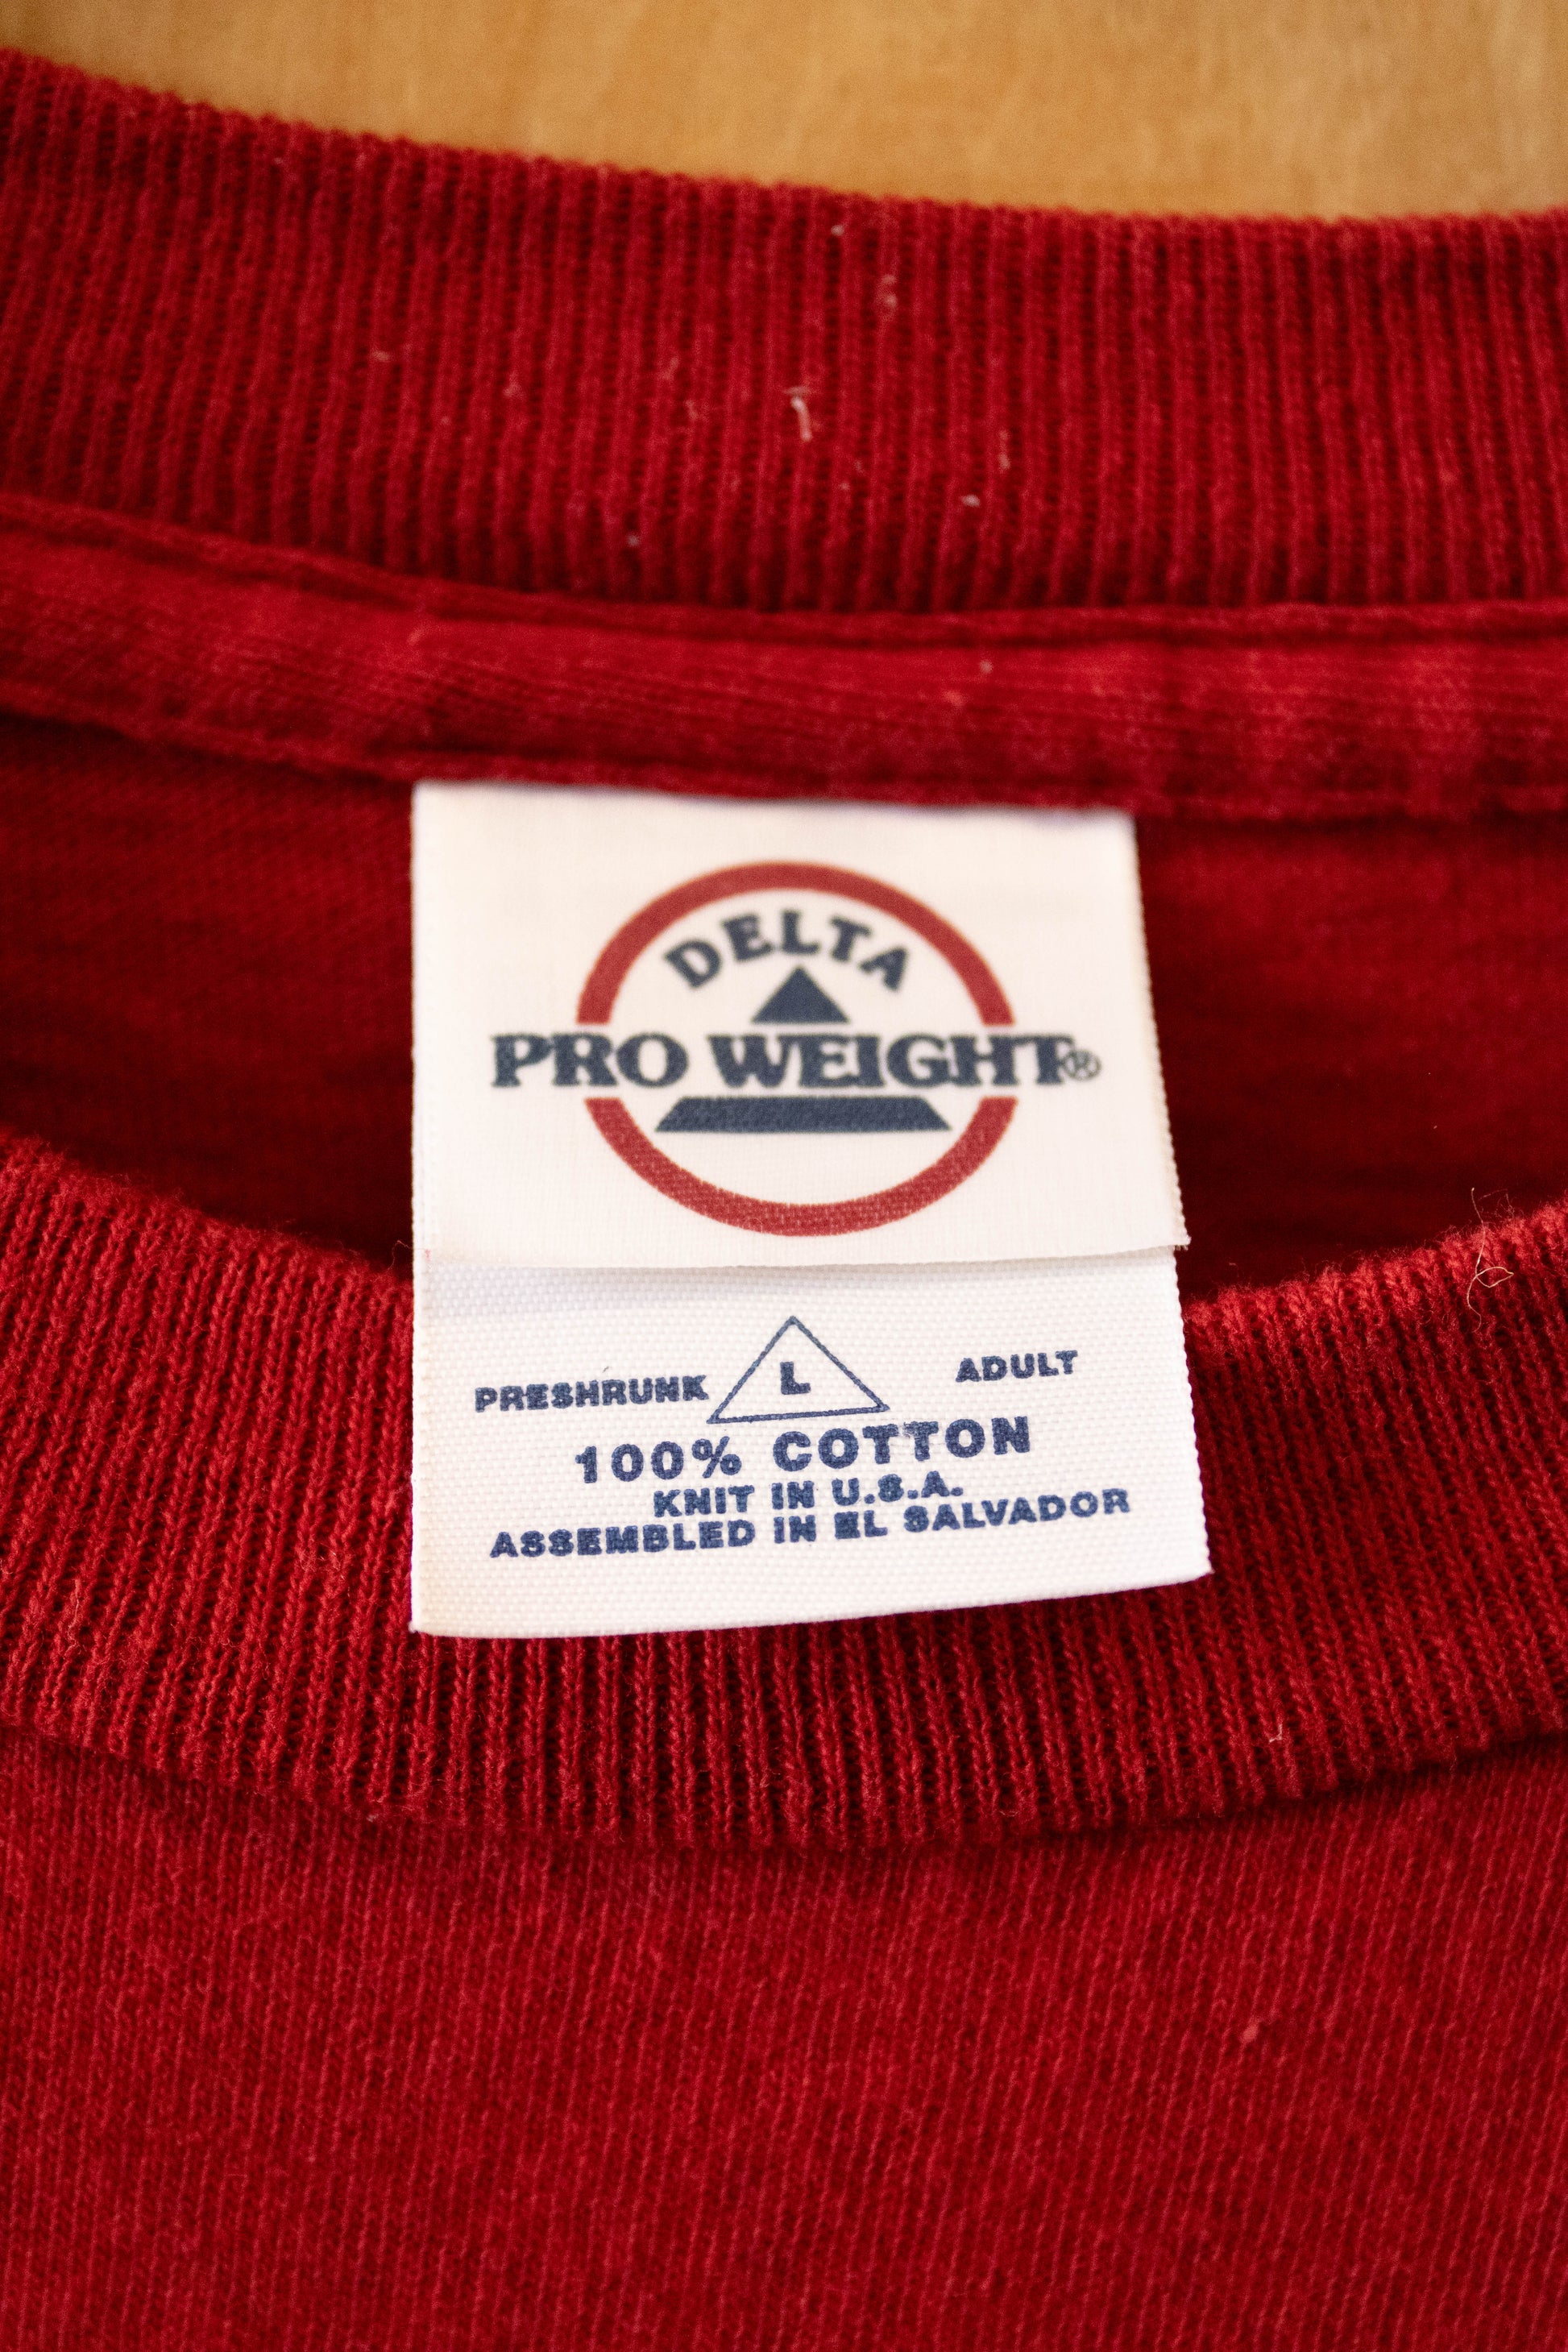 DELTA
PRO WEIGHT®
PRESHRUNK L ADULT
100% COTTON
KNIT IN U.S.A.
ASSEMBLED IN EL SALVADOR